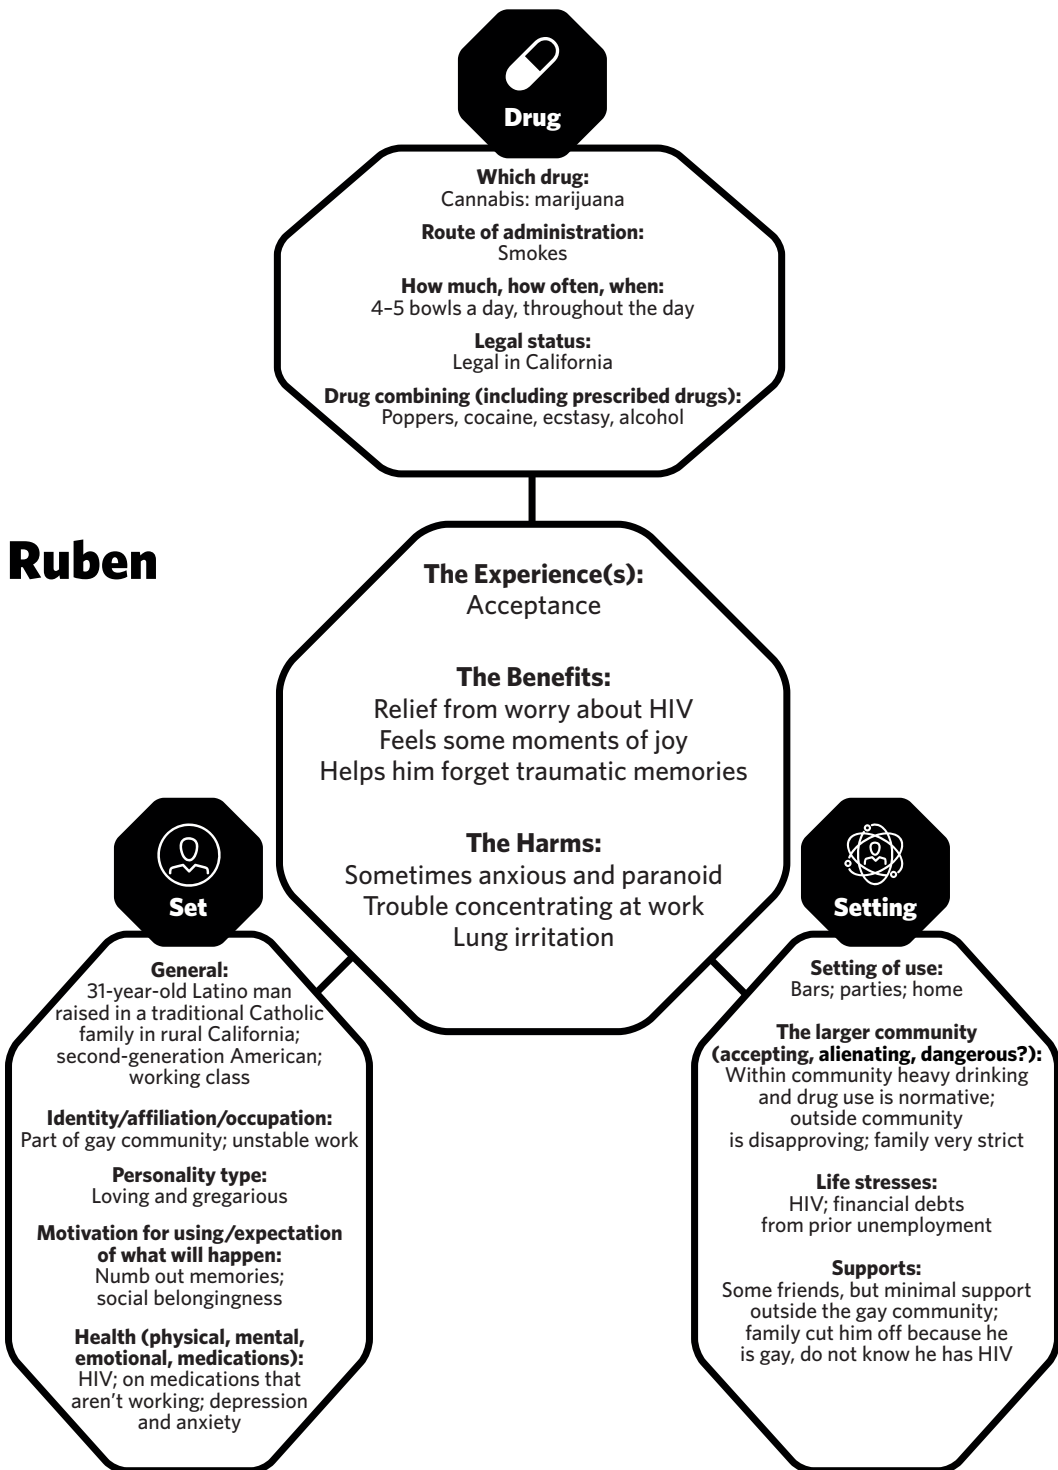 Drug
Which drug:
Cannabis: marijuana
Route of administration:
Smokes
How much, how often, when:
4–5 bowls a day, throughout the day
Legal status:
Legal in California
Drug combining (including prescribed drugs):
Poppers, cocaine, ecstasy, alcohol
Ruben
The Experience(s):
Acceptance
The Benefits:
Relief from worry about HIV
Feels some moments of joy
Helps him forget traumatic memories
The Harms:
Sometimes anxious and paranoid
Trouble concentrating at work
Lung irritation
Set
General:
31-year-old Latino man
raised in a traditional Catholic
family in rural California;
second-generation American;
working class
Identity/affiliation/occupation:
Part of gay community; unstable work
Personality type:
Loving and gregarious
Motivation for using/expectation
of what will happen:
Numb out memories;
social belongingness
Health (physical, mental,
emotional, medications):
HIV; on medications that
aren’t working; depression
and anxiety
Setting
Setting of use:
Bars; parties; home
The larger community
(accepting, alienating, dangerous?):
Within community heavy drinking
and drug use is normative;
outside community
is disapproving; family very strict
Life stresses:
HIV; financial debts
from prior unemployment
Supports:
Some friends, but minimal support
outside the gay community;
family cut him off because he
is gay, do not know he has HIV